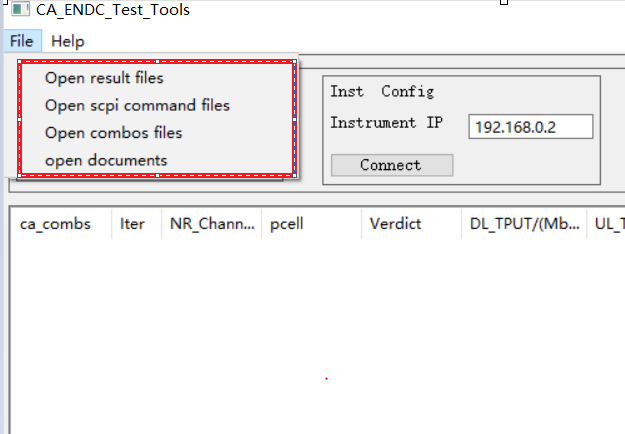 CA_ENDC_Test_Tools
File Help
Open result files
Open scpi command files
Open combos files
open documents
Inst Config
Instrument IP 192.168.0.2
Connect
ca_combs Iter NR_Chann... pcell Verdict DL_TPUT/(Mb... UL_T